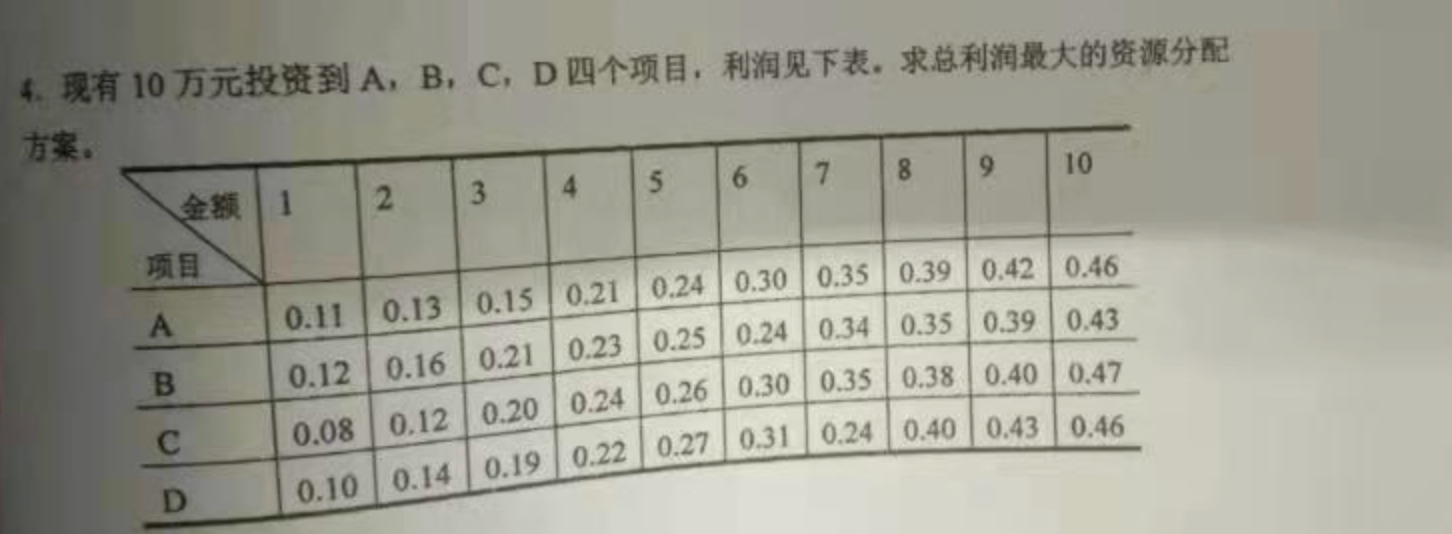 4. 现有 10 万元投资到 A，B，C，D 四个项目，利润见下表。求总利润最大的资源分配
方案。
金额 1 2 3 4 5 6 7 8 9 10
项目
A 0.11 0.13 0.15 0.21 0.24 0.30 0.35 0.39 0.42 0.46
B 0.12 0.16 0.21 0.23 0.25 0.24 0.34 0.35 0.39 0.43
C 0.08 0.12 0.20 0.24 0.26 0.30 0.35 0.38 0.40 0.47
D 0.10 0.14 0.19 0.22 0.27 0.31 0.24 0.40 0.43 0.46